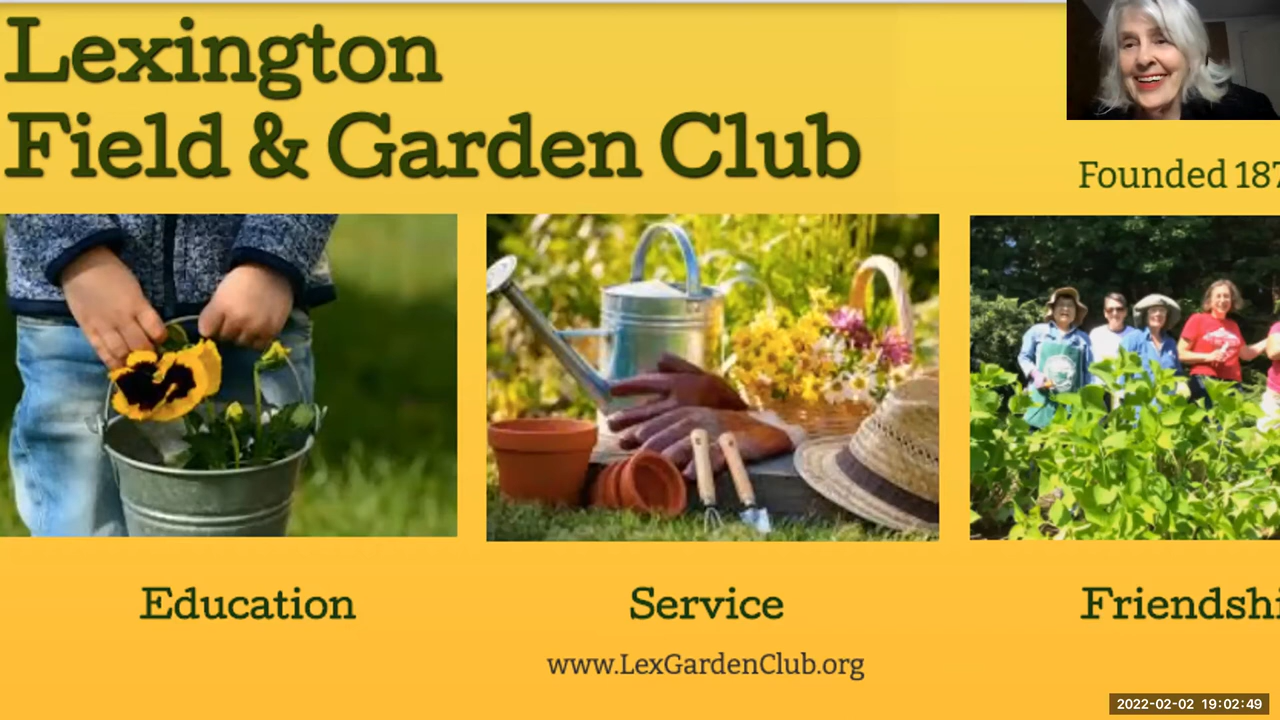 Lexington
Field & Garden Club
Founded 187
Education
Service
Friendshi
www.LexGardenClub.org
2022-02-02 19:02:49